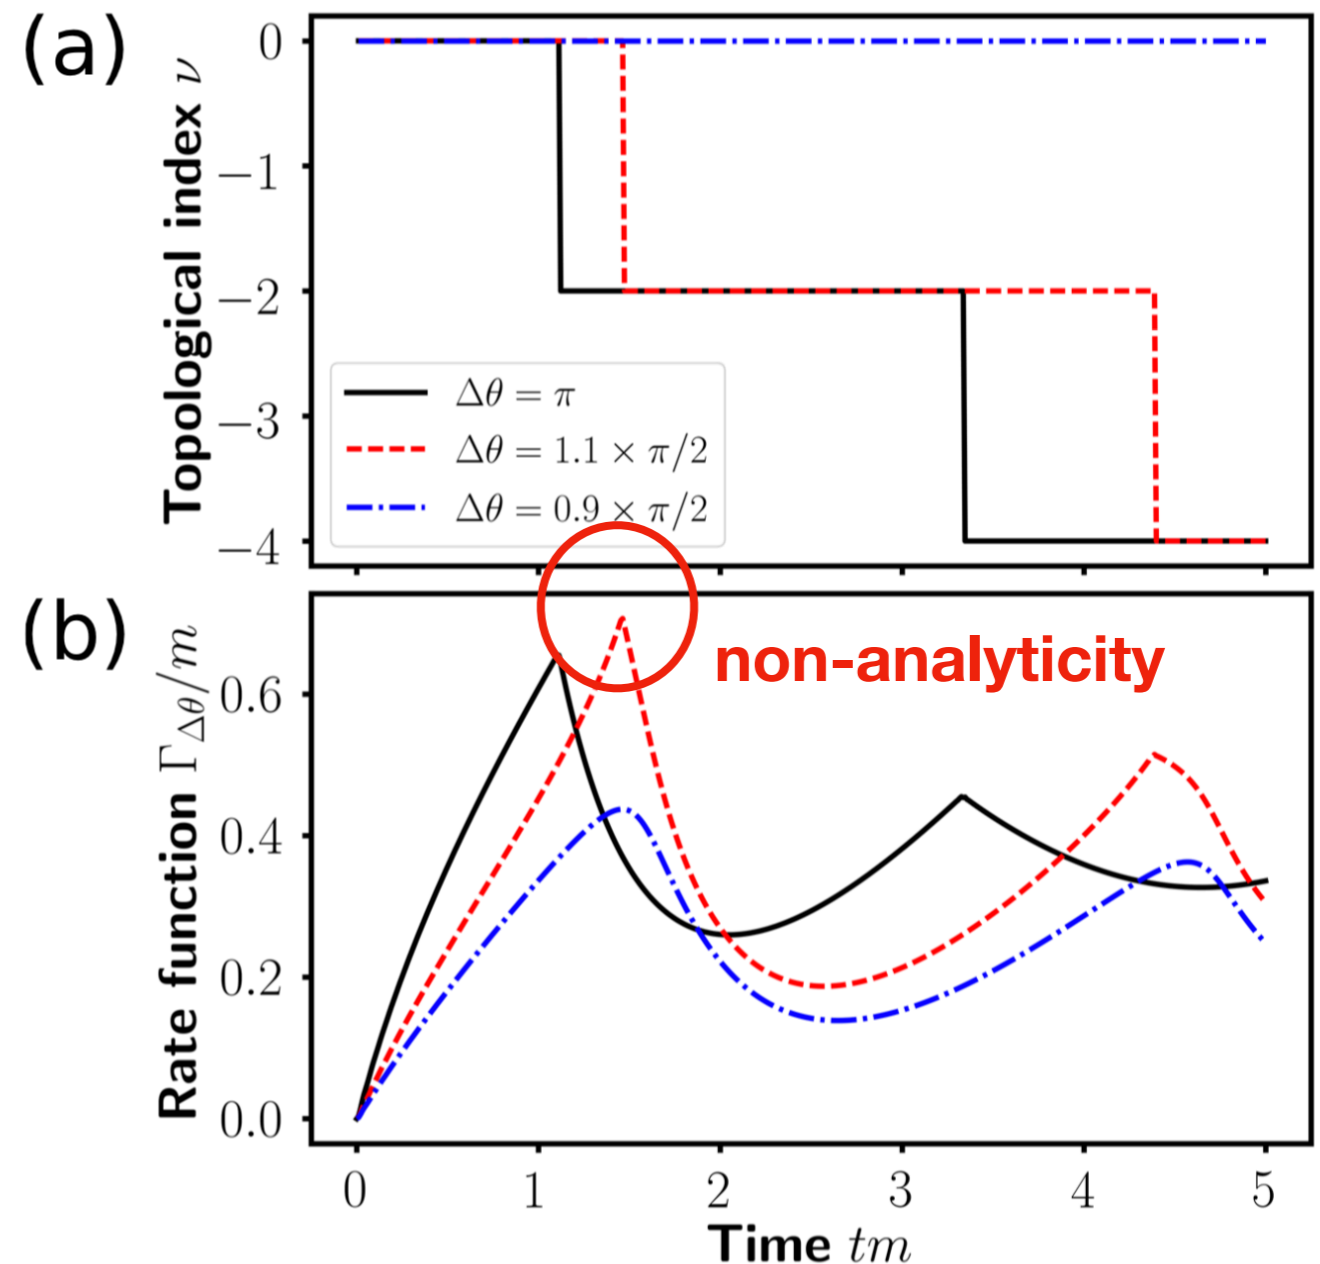 (a)
Topological index ν
0
−1
−2
−3
−4
Δθ = π
Δθ = 1.1 × π/2
Δθ = 0.9 × π/2
(b)
Rate function Γ_Δθ/m
non-analyticity
0.6
0.4
0.2
0.0
0 1 2 3 4 5
Time tm